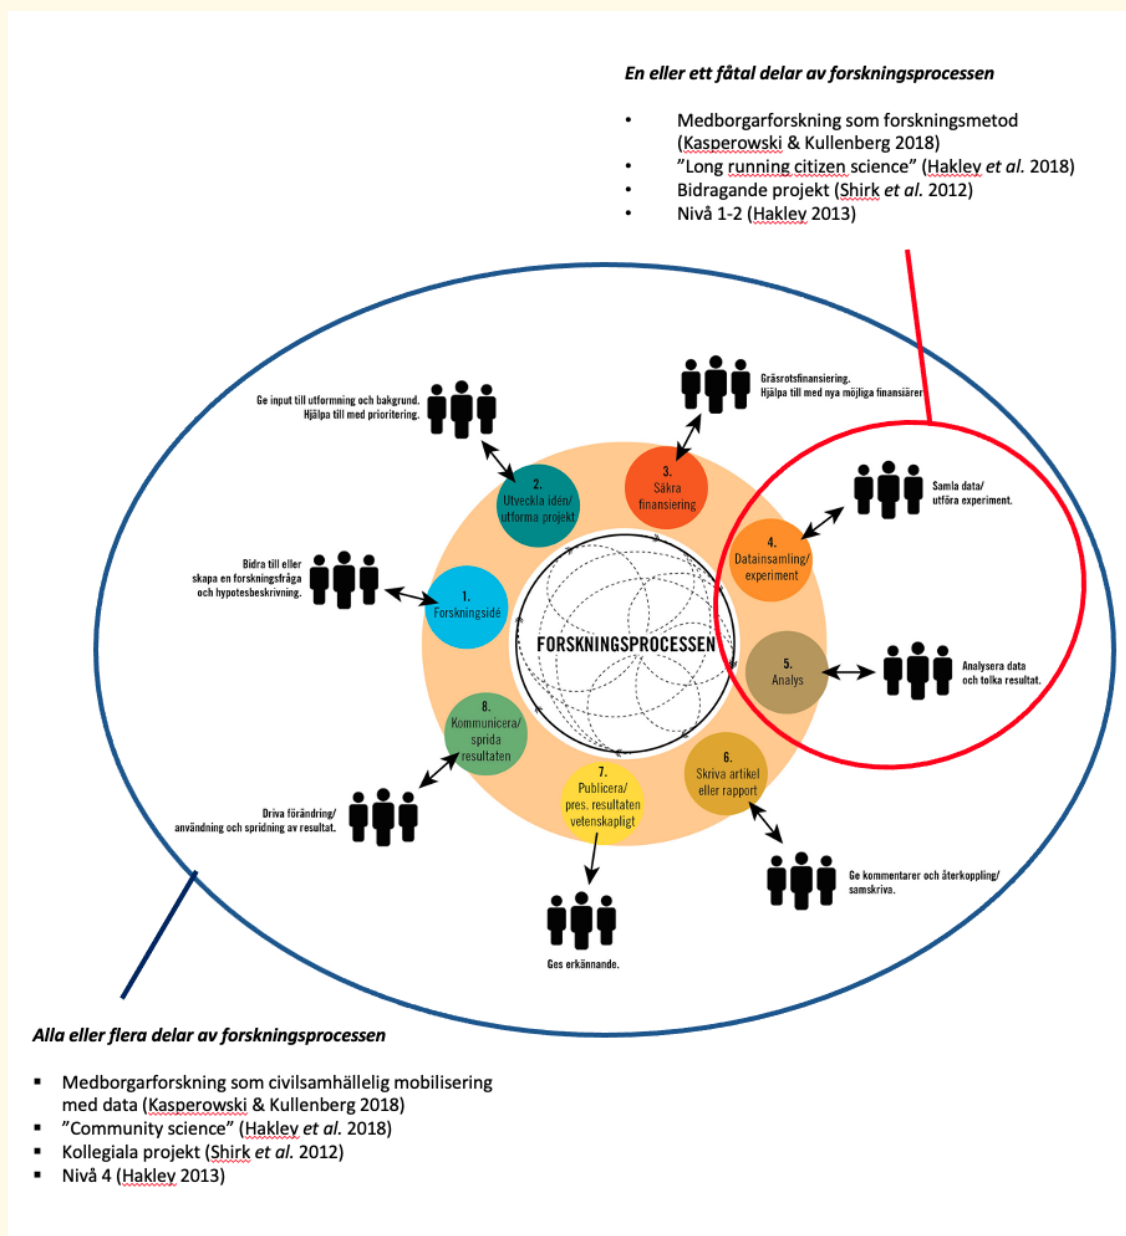 En eller ett fåtal delar av forskningsprocessen
• Medborgarforskning som forskningsmetod
(Kasperowski & Kullenberg 2018)
• ”Long running citizen science” (Hakley et al. 2018)
• Bidragande projekt (Shirk et al. 2012)
• Nivå 1-2 (Hakley 2013)
Gräsrotsfinansiering.
Hjälpa till med nya möjliga finansiärer
Ge input till utformning och bakgrund.
Hjälpa till med prioritering.
3.
Säkra
finansiering
2.
Utveckla idén/
utforma projekt
Samla data/
utföra experiment.
4.
Datainsamling/
experiment
Bidra till eller
skapa en forskningsfråga
och hypotesbeskrivning.
1.
Forskningsidé
FORSKNINGSPROCESSEN
5.
Analys
Analysera data
och tolka resultat.
8.
Kommunicera/
sprida
resultaten
6.
Skriva artikel
eller rapport
7.
Publicera/
pres. resultaten
vetenskapligt
Driva förändring/
användning och spridning av resultat.
Ge kommentarer och återkoppling/
samskriva.
Ges erkännande.
Alla eller flera delar av forskningsprocessen
▪ Medborgarforskning som civilsamhällelig mobilisering
med data (Kasperowski & Kullenberg 2018)
▪ ”Community science” (Hakley et al. 2018)
▪ Kollegiala projekt (Shirk et al. 2012)
▪ Nivå 4 (Hakley 2013)